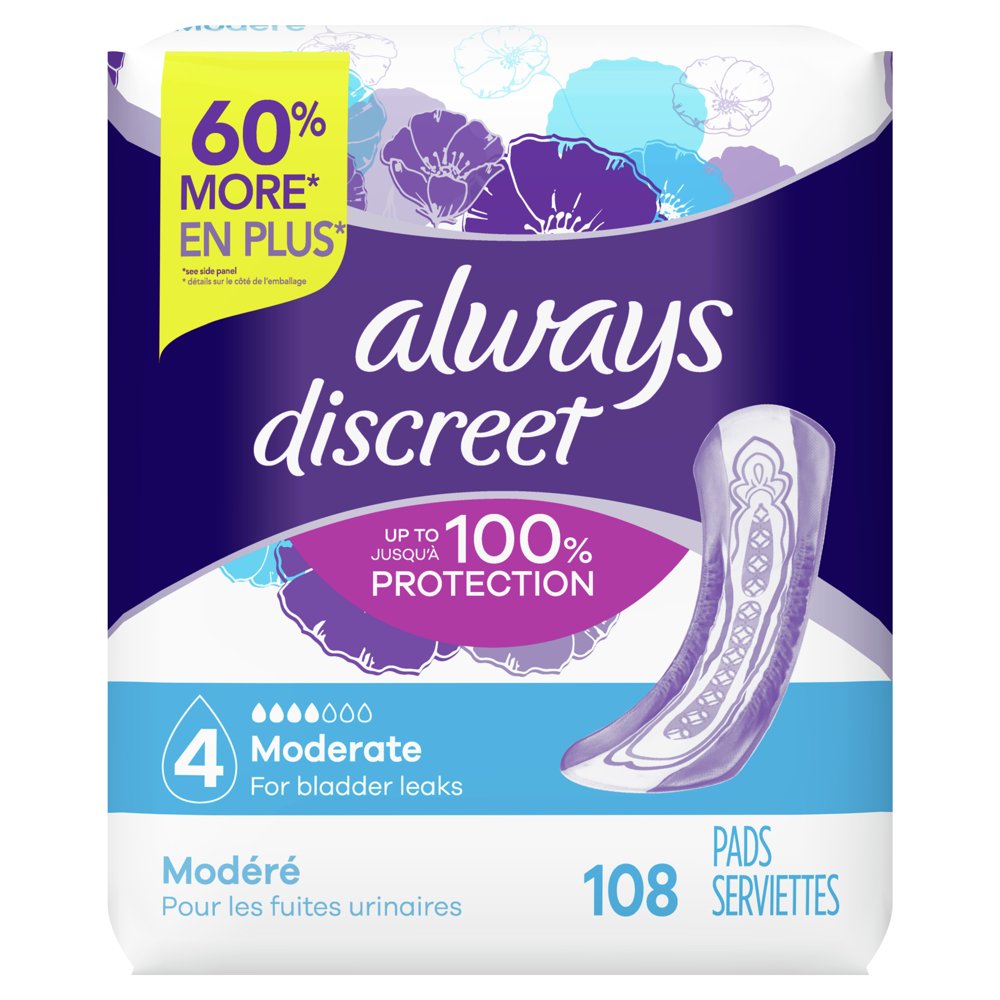 Modéré
60%
MORE*
EN PLUS*
*see side panel
* détails sur le côté de l'emballage
always
discreet
UP TO
JUSQU'À
100%
PROTECTION
4
Moderate
For bladder leaks
Modéré
Pour les fuites urinaires
108
PADS
SERVIETTES